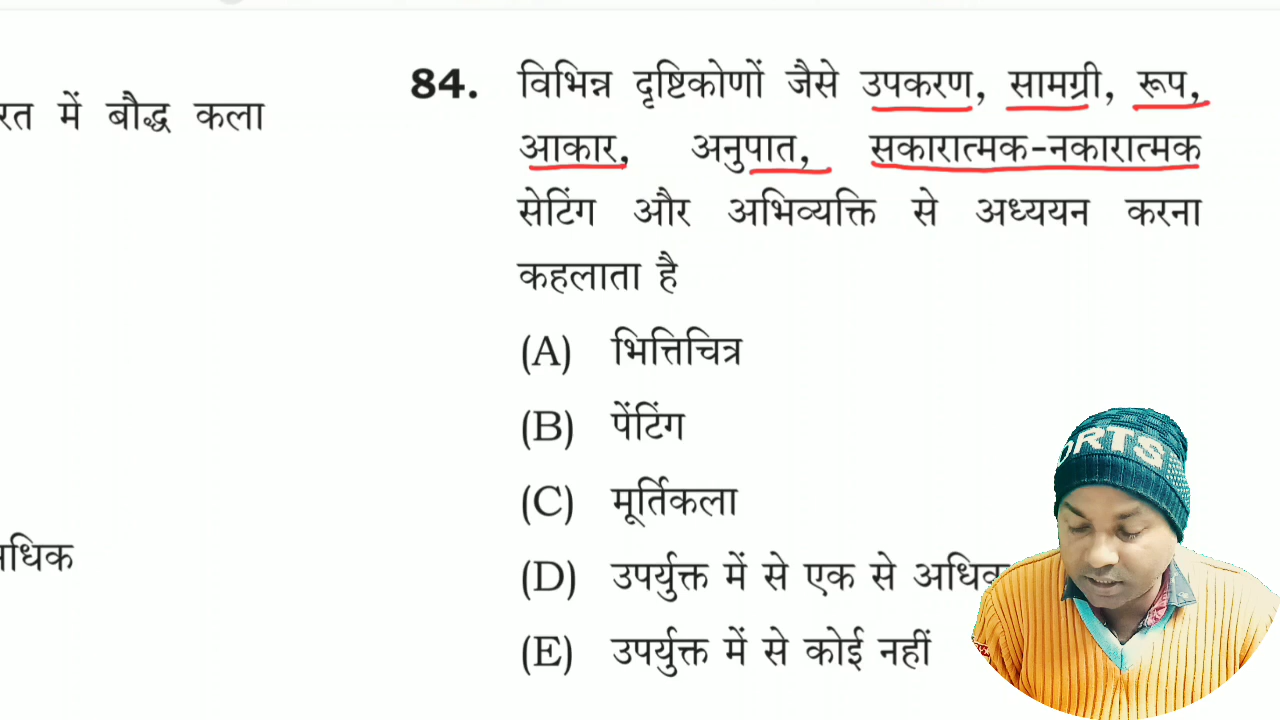 84. विभिन्न दृष्टिकोणों जैसे उपकरण, सामग्री, रूप,
रत में बौद्ध कला
आकार, अनुपात, सकारात्मक-नकारात्मक
सेटिंग और अभिव्यक्ति से अध्ययन करना
कहलाता है
(A) भित्तिचित्र
(B) पेंटिंग
(C) मूर्तिकला
(D) उपर्युक्त में से एक से अधिक
(E) उपर्युक्त में से कोई नहीं
धिक
ORTS